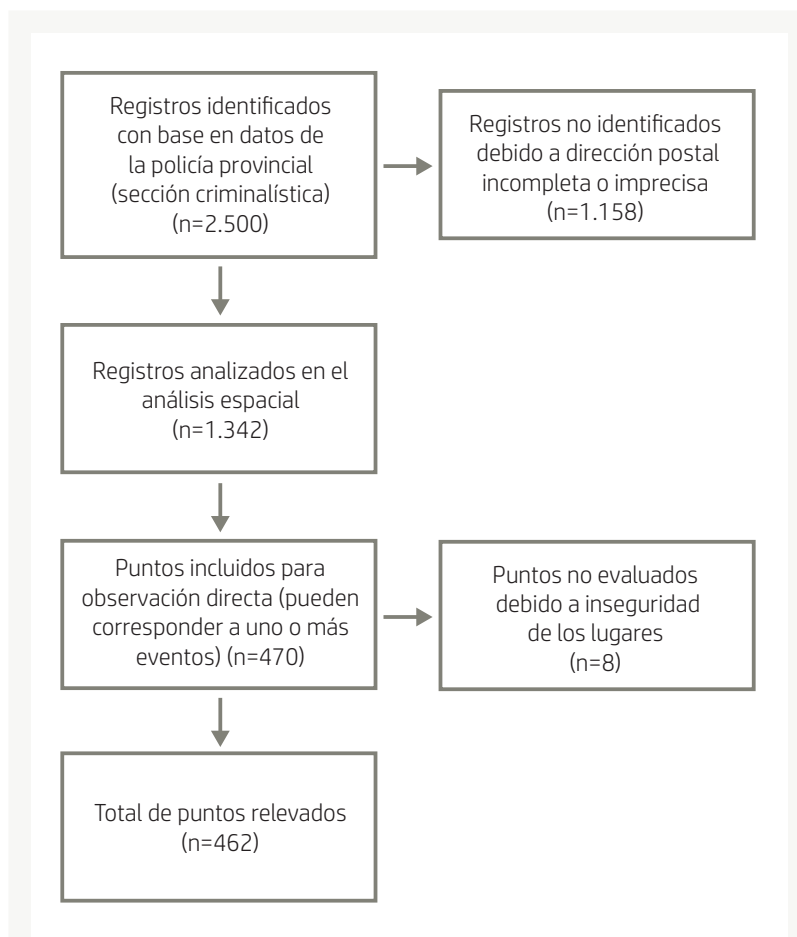 Registros identificados
con base en datos de
la policía provincial
(sección criminalística)
(n=2.500)
Registros no identificados
debido a dirección postal
incompleta o imprecisa
(n=1.158)
Registros analizados en el
análisis espacial
(n=1.342)
Puntos incluidos para
observación directa (pueden
corresponder a uno o más
eventos) (n=470)
Puntos no evaluados
debido a inseguridad
de los lugares
(n=8)
Total de puntos relevados
(n=462)